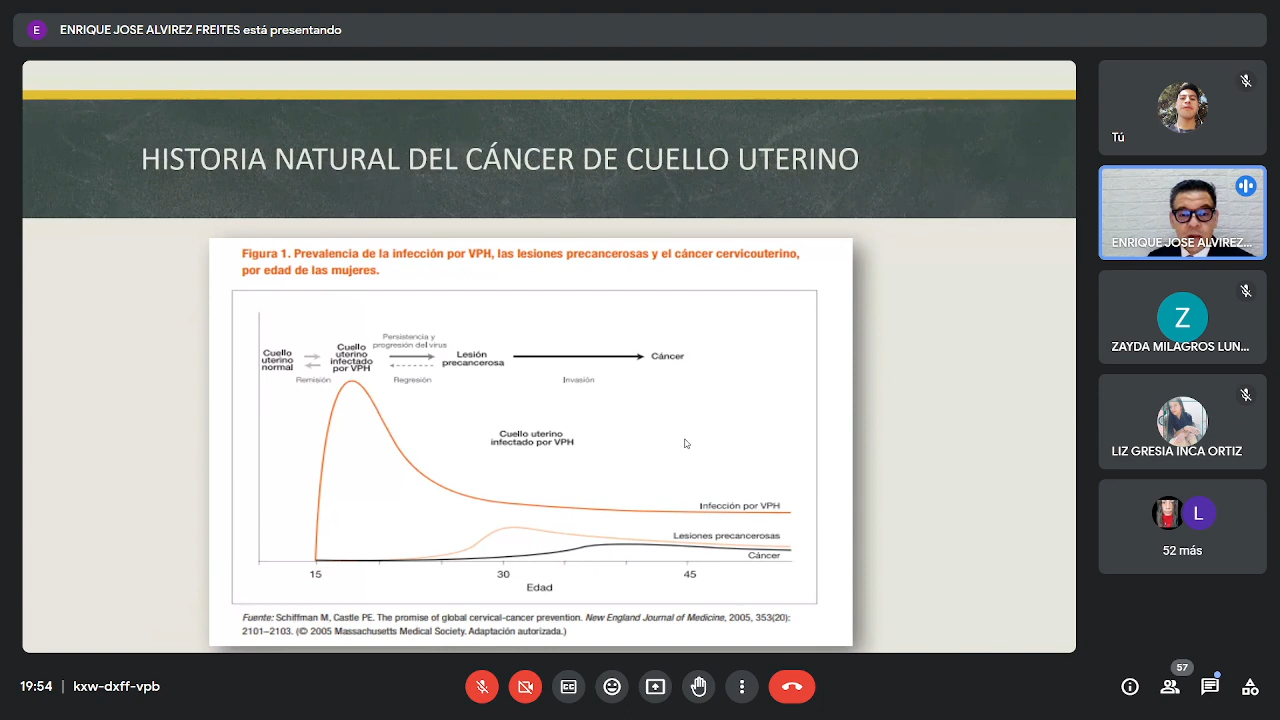 E
ENRIQUE JOSE ALVIREZ FREITES está presentando
HISTORIA NATURAL DEL CÁNCER DE CUELLO UTERINO
Figura 1. Prevalencia de la infección por VPH, las lesiones precancerosas y el cáncer cervicouterino,
por edad de las mujeres.
Cuello
uterino
normal
Remisión
Cuello
uterino
infectado
por VPH
Persistencia y
progresión del virus
Regresión
Lesión
precancerosa
Invasión
Cáncer
Cuello uterino
infectado por VPH
Infección por VPH
Lesiones precancerosas
Cáncer
15
30
45
Edad
Fuente: Schiffman M, Castle PE. The promise of global cervical-cancer prevention. New England Journal of Medicine, 2005, 353(20):
2101–2103. (© 2005 Massachusetts Medical Society. Adaptación autorizada.)
Tú
ENRIQUE JOSE ALVIREZ...
Z
ZAYDA MILAGROS LUN...
LIZ GRESIA INCA ORTIZ
L
52 más
19:54 | kxw-dxff-vpb
57